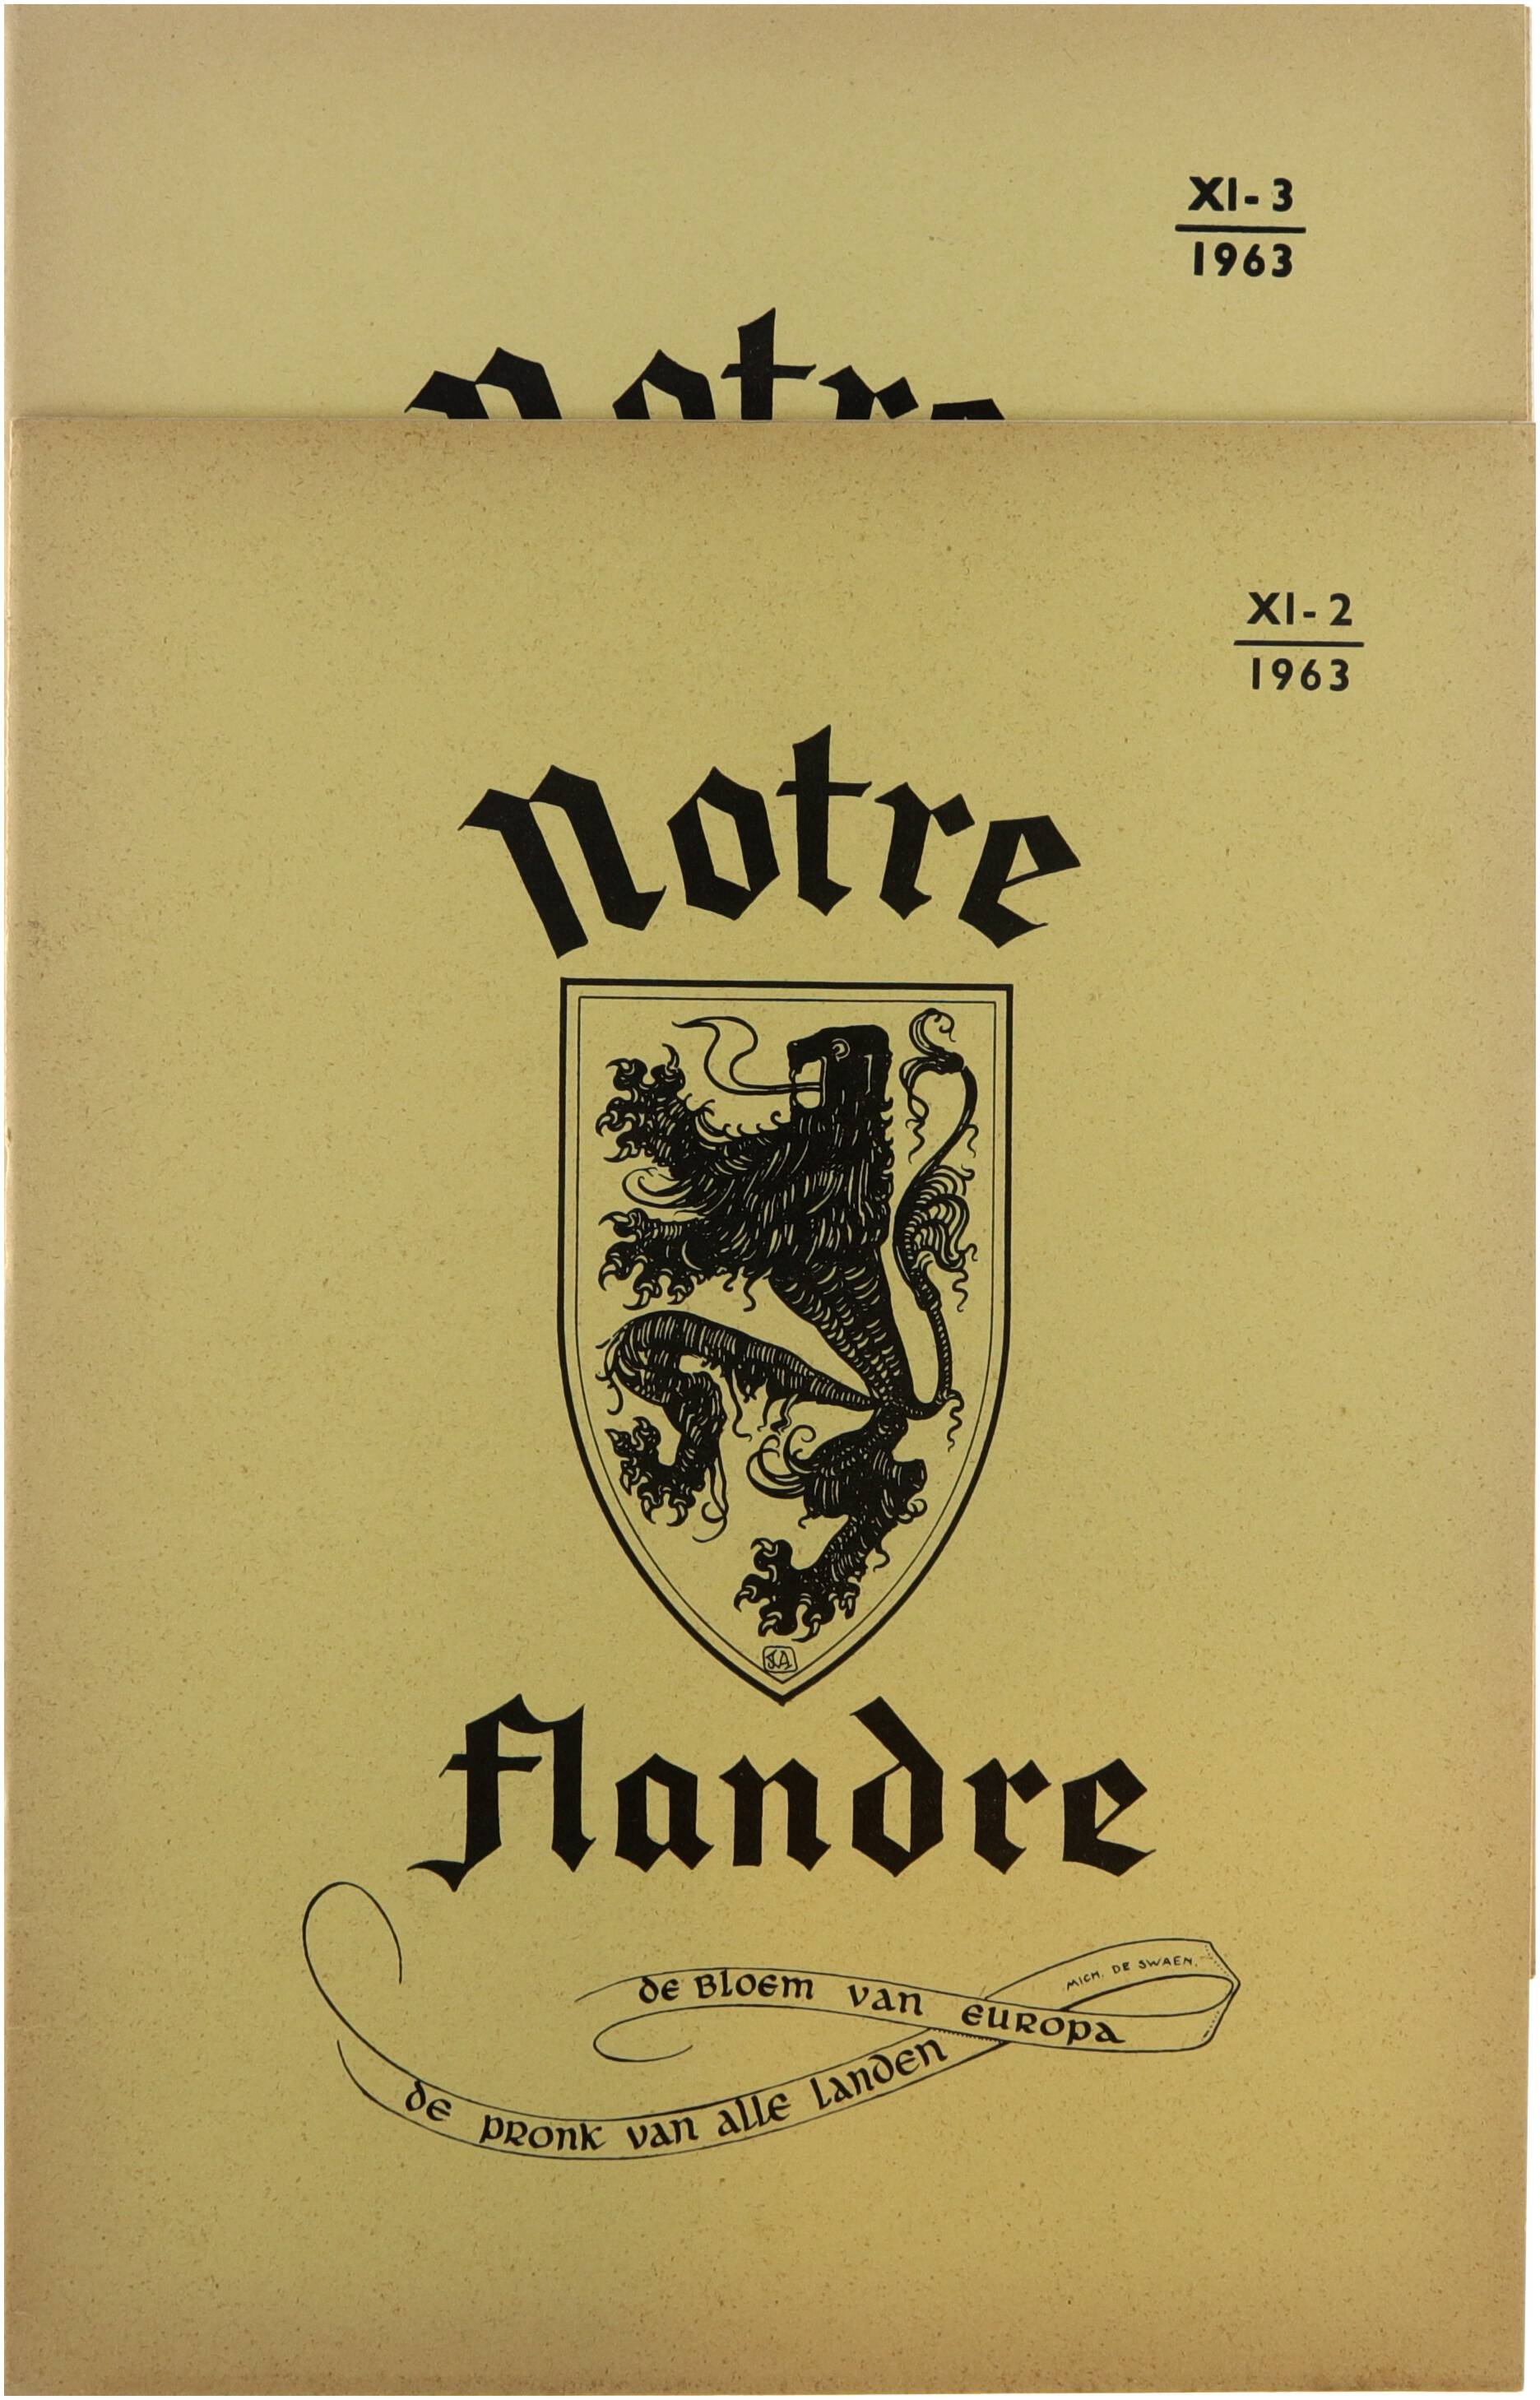 XI-3
1963
Notre
XI-2
1963
Notre
flandre
MICH. DE SWAEN.
de Bloem van Europa
de pronk van alle landen